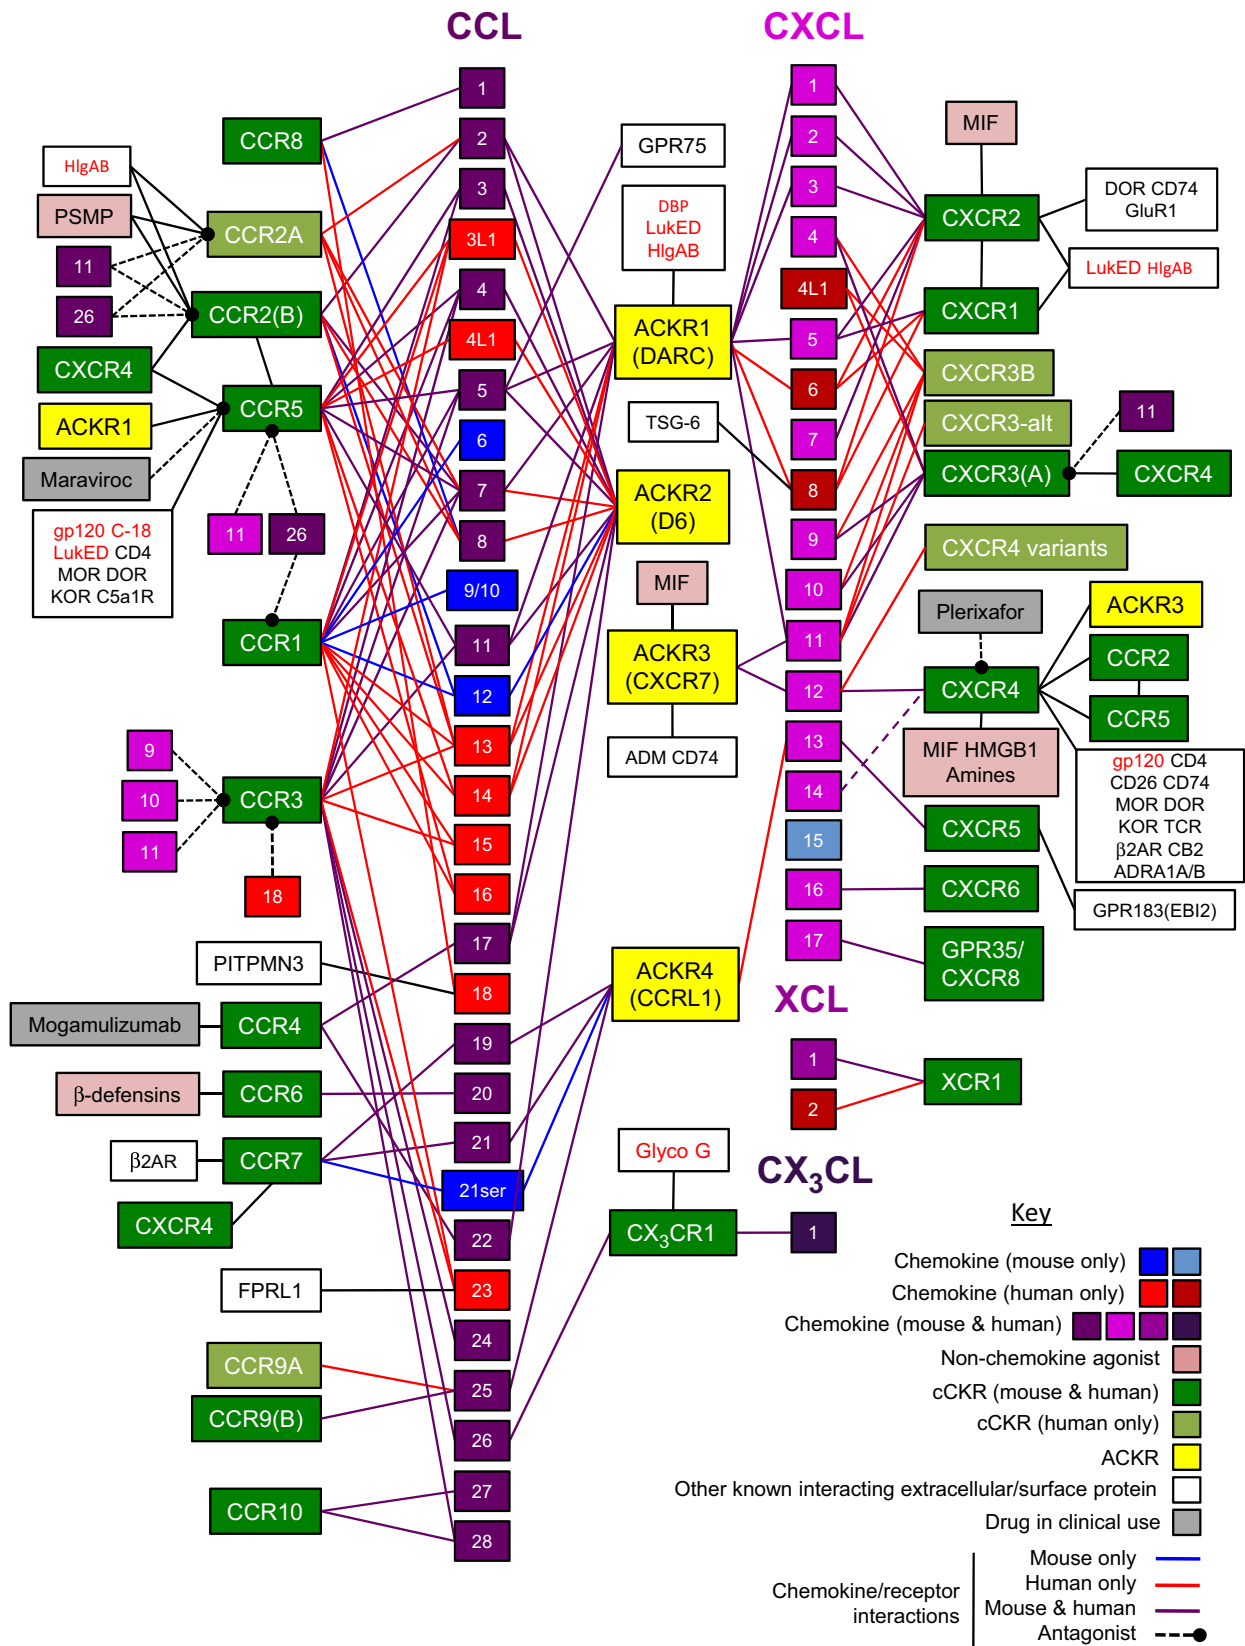 CCL
CXCL
CCR8
HlgAB
PSMP
11
26
CCR2A
CCR2(B)
CXCR4
CCR5
ACKR1
Maraviroc
gp120 C-18
LukED CD4
MOR DOR
KOR C5a1R
11
26
CCR1
9
10
11
CCR3
18
PITPMN3
Mogamulizumab
CCR4
β-defensins
CCR6
β2AR
CCR7
CXCR4
FPRL1
CCR9A
CCR9(B)
CCR10
1
2
3
3L1
4
4L1
5
6
7
8
9/10
11
12
13
14
15
16
17
18
19
20
21
21ser
22
23
24
25
26
27
28
GPR75
DBP
LukED
HlgAB
ACKR1
(DARC)
TSG-6
ACKR2
(D6)
MIF
ACKR3
(CXCR7)
ADM CD74
ACKR4
(CCRL1)
Glyco G
CX3CR1
1
2
3
4
4L1
5
6
7
8
9
10
11
12
13
14
15
16
17
MIF
CXCR2
DOR CD74
GluR1
LukED HlgAB
CXCR1
CXCR3B
CXCR3-alt
11
CXCR3(A)
CXCR4
CXCR4 variants
Plerixafor
ACKR3
CXCR4
CCR2
CCR5
MIF HMGB1
Amines
gp120 CD4
CD26 CD74
MOR DOR
KOR TCR
β2AR CB2
ADRA1A/B
CXCR5
CXCR6
GPR183(EBI2)
GPR35/
CXCR8
XCL
1
2
XCR1
CX3CL
1
Key
Chemokine (mouse only)
Chemokine (human only)
Chemokine (mouse & human)
Non-chemokine agonist
cCKR (mouse & human)
cCKR (human only)
ACKR
Other known interacting extracellular/surface protein
Drug in clinical use
Chemokine/receptor
interactions
Mouse only
Human only
Mouse & human
Antagonist